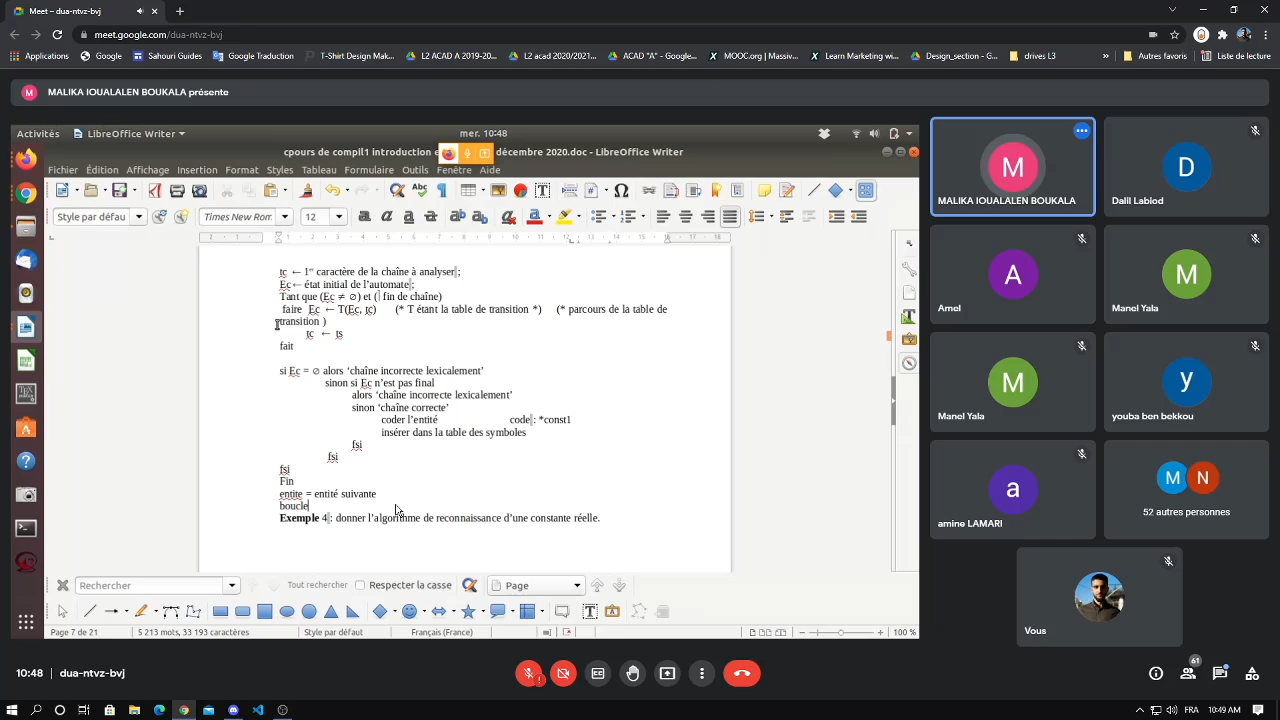 Meet – dua-ntvz-bvj
meet.google.com/dua-ntvz-bvj
Applications
Google
Sahouri Guides
Google Traduction
T-Shirt Design Mak...
L2 ACAD A 2019-20...
L2 acad 2020/2021...
ACAD "A" - Google...
MOOC.org | Massiv...
Learn Marketing wi...
Design_section - G...
drives L3
»
Autres favoris
Liste de lecture
M
MALIKA IOUALALEN BOUKALA présente
Activités
LibreOffice Writer
mer. 10:48
cpours de compil1 introduction e
décembre 2020.doc - LibreOffice Writer
Fichier Édition Affichage Insertion Format Styles Tableau Formulaire Outils Fenêtre Aide
Style par défau
Times New Rom
12
tc ← 1er caractère de la chaîne à analyser ;
Ec ← état initial de l'automate ;
Tant que (Ec ≠ ∅) et (! fin de chaîne)
faire Ec ← T(Ec, tc) (* T étant la table de transition *) (* parcours de la table de
transition )
tc ← ts
fait
si Ec = ∅ alors 'chaîne incorrecte lexicalement'
sinon si Ec n'est pas final
alors 'chaîne incorrecte lexicalement'
sinon 'chaîne correcte'
coder l'entité code : *const1
insérer dans la table des symboles
fsi
fsi
fsi
Fin
entite = entité suivante
boucle
Exemple 4 : donner l'algorithme de reconnaissance d'une constante réelle.
Rechercher
Tout rechercher
Respecter la casse
Page
Page 7 de 21
5 213 mots, 33 193 caractères
Style par défaut
Français (France)
100 %
M
MALIKA IOUALALEN BOUKALA
D
Dalil Lablod
A
Amel
M
Manel Yala
M
Manel Yala
y
youba ben bekkou
a
amine LAMARI
M N
52 autres personnes
Vous
10:48 | dua-ntvz-bvj
61
FR
10:49 AM